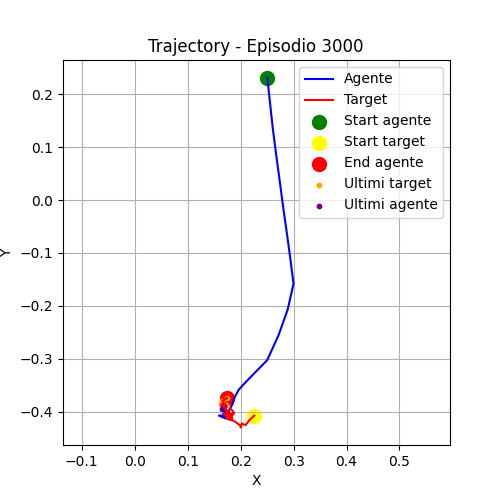 Trajectory - Episodio 3000
Agente
Target
Start agente
Start target
End agente
Ultimi target
Ultimi agente
Y
0.2
0.1
0.0
−0.1
−0.2
−0.3
−0.4
−0.1 0.0 0.1 0.2 0.3 0.4 0.5
X